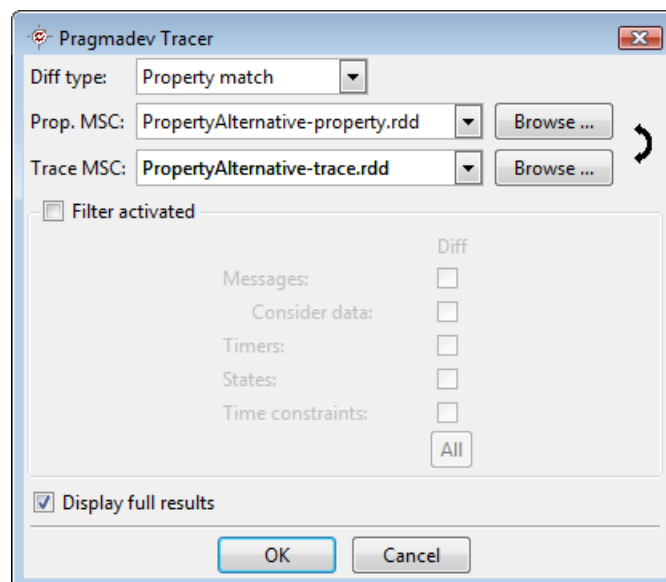 Pragmadev Tracer
Diff type: Property match
Prop. MSC: PropertyAlternative-property.rdd Browse ...
Trace MSC: PropertyAlternative-trace.rdd Browse ...
Filter activated
Diff
Messages:
Consider data:
Timers:
States:
Time constraints:
All
Display full results
OK Cancel